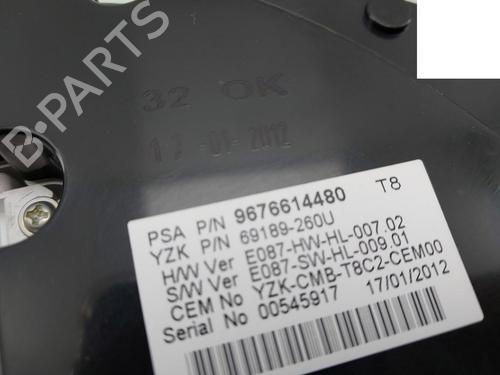 B-PARTS
32 OK
17 -01- 2012
PSA P/N 9676614480 T8
YZK P/N 69189-260U
H/W Ver E087-HW-HL-007.02
S/W Ver E087-SW-HL-009.01
CEM No YZK-CMB-T8C2-CEM00
Serial No 00545917 17/01/2012